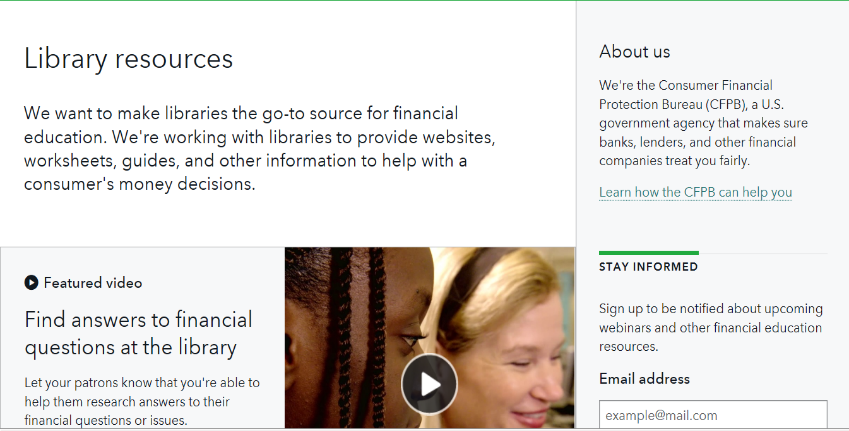 Library resources
We want to make libraries the go-to source for financial
education. We're working with libraries to provide websites,
worksheets, guides, and other information to help with a
consumer's money decisions.
Featured video
Find answers to financial
questions at the library
Let your patrons know that you're able to
help them research answers to their
financial questions or issues.
About us
We're the Consumer Financial
Protection Bureau (CFPB), a U.S.
government agency that makes sure
banks, lenders, and other financial
companies treat you fairly.
Learn how the CFPB can help you
STAY INFORMED
Sign up to be notified about upcoming
webinars and other financial education
resources.
Email address
example@mail.com